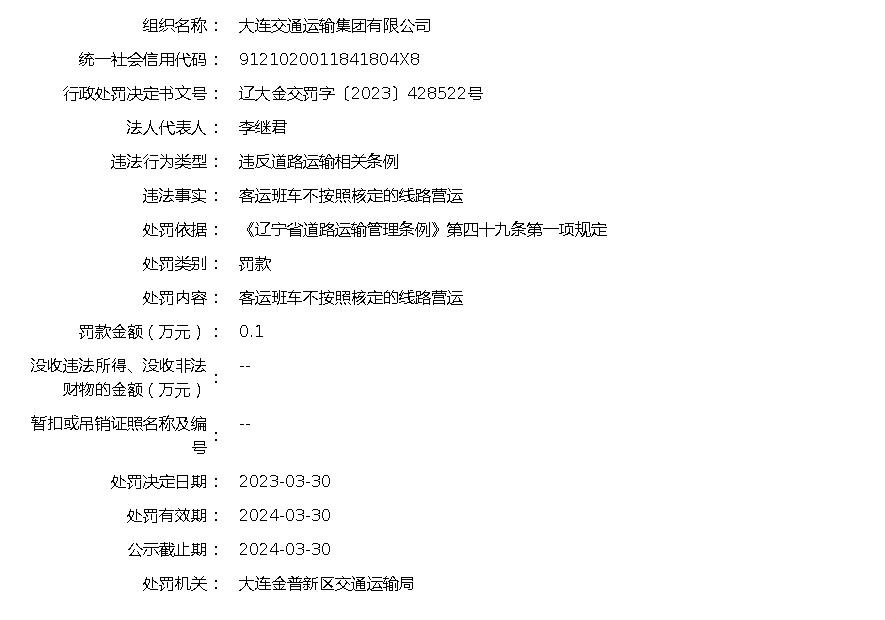 组织名称： 大连交通运输集团有限公司
统一社会信用代码： 9121020011841804X8
行政处罚决定书文号： 辽大金交罚字〔2023〕428522号
法人代表人： 李继君
违法行为类型： 违反道路运输相关条例
违法事实： 客运班车不按照核定的线路营运
处罚依据： 《辽宁省道路运输管理条例》第四十九条第一项规定
处罚类别： 罚款
处罚内容： 客运班车不按照核定的线路营运
罚款金额（万元）： 0.1
没收违法所得、没收非法
财物的金额（万元）： --
暂扣或吊销证照名称及编
号： --
处罚决定日期： 2023-03-30
处罚有效期： 2024-03-30
公示截止期： 2024-03-30
处罚机关： 大连金普新区交通运输局